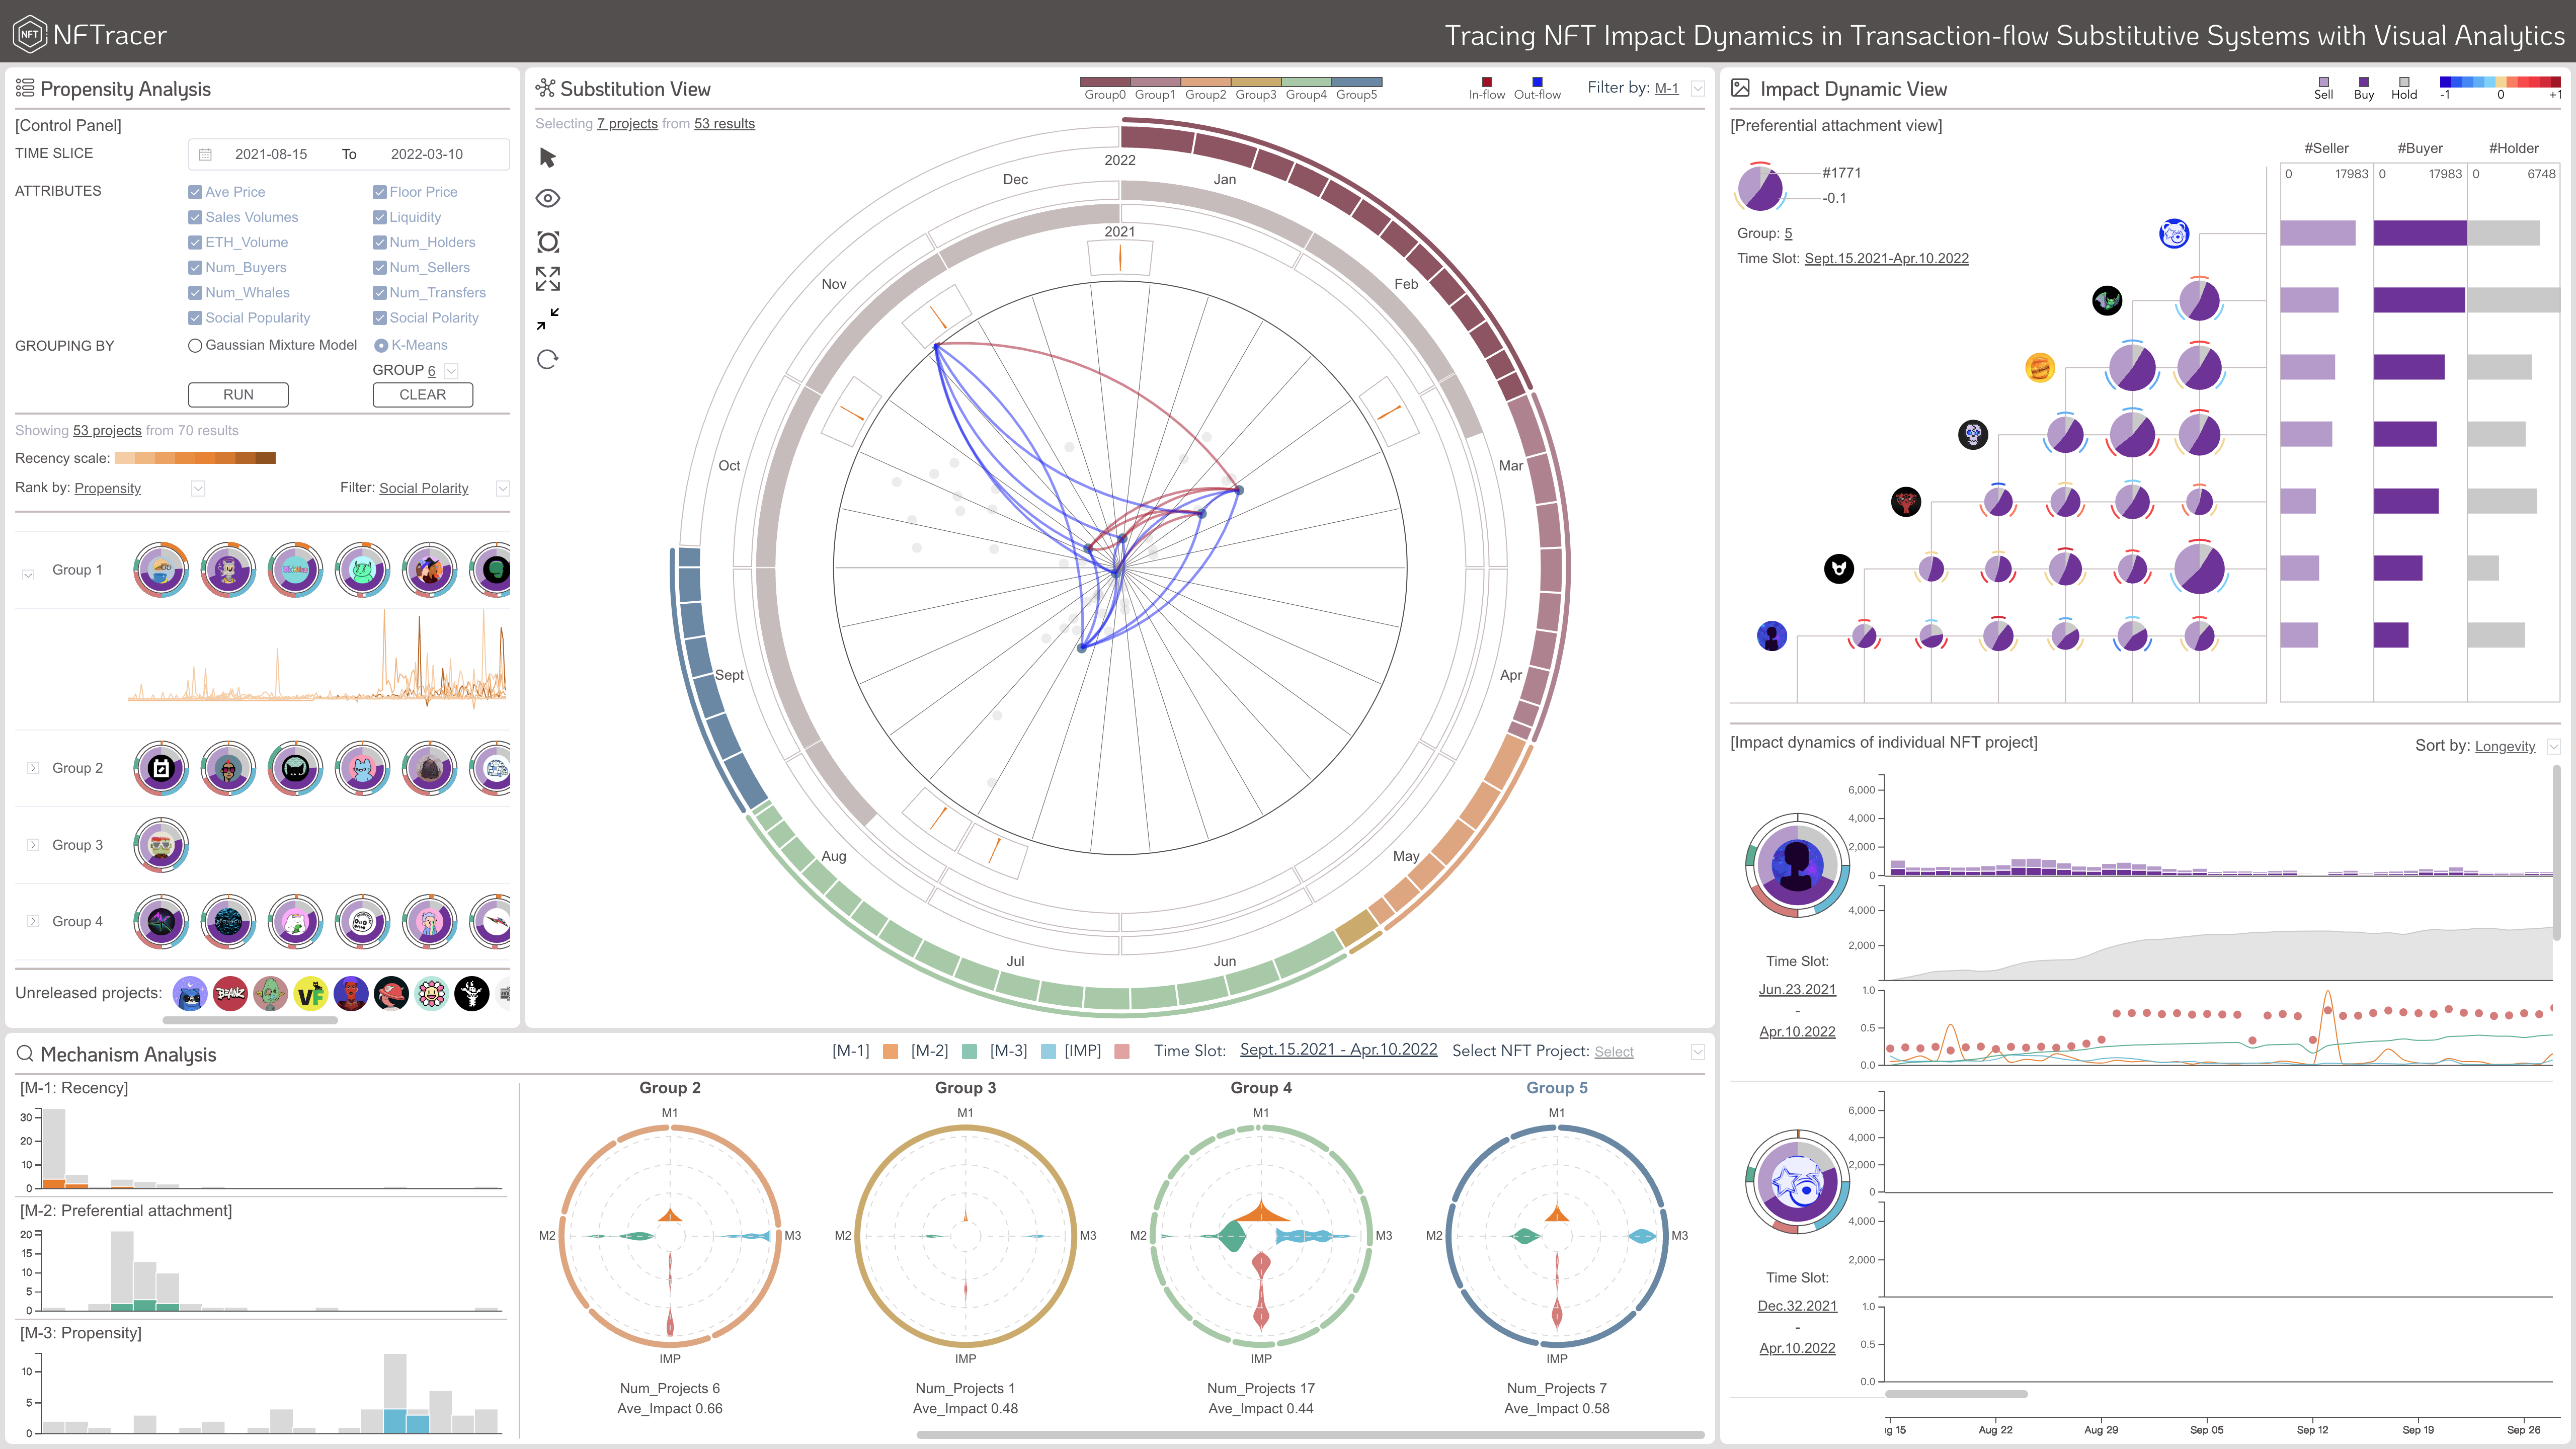 NFT NFTracer
Tracing NFT Impact Dynamics in Transaction-flow Substitutive Systems with Visual Analytics
Propensity Analysis
[Control Panel]
TIME SLICE 2021-08-15 To 2022-03-10
ATTRIBUTES Ave Price Floor Price
Sales Volumes Liquidity
ETH_Volume Num_Holders
Num_Buyers Num_Sellers
Num_Whales Num_Transfers
Social Popularity Social Polarity
GROUPING BY Gaussian Mixture Model K-Means
GROUP 6
RUN CLEAR
Showing 53 projects from 70 results
Recency scale:
Rank by: Propensity Filter: Social Polarity
Group 1
Group 2
Group 3
Group 4
Unreleased projects:
BEANZ
VF
Substitution View
Group0 Group1 Group2 Group3 Group4 Group5
In-flow Out-flow
Filter by: M-1
Selecting 7 projects from 53 results
2022
Jan
Feb
Mar
Apr
May
Jun
Jul
Aug
Sept
Oct
Nov
Dec
2021
Impact Dynamic View
Sell Buy Hold
-1 0 +1
[Preferential attachment view]
#1771
-0.1
Group: 5
Time Slot: Sept.15.2021-Apr.10.2022
#Seller #Buyer #Holder
0 17983 0 17983 0 6748
[Impact dynamics of individual NFT project]
Sort by: Longevity
6,000
4,000
2,000
0
4,000
2,000
1.0
0.5
0.0
Time Slot:
Jun.23.2021
-
Apr.10.2022
6,000
4,000
2,000
0
4,000
2,000
1.0
0.5
0.0
Time Slot:
Dec.32.2021
-
Apr.10.2022
g 15 Aug 22 Aug 29 Sep 05 Sep 12 Sep 19 Sep 26
Mechanism Analysis
[M-1] [M-2] [M-3] [IMP] Time Slot: Sept.15.2021 - Apr.10.2022 Select NFT Project: Select
[M-1: Recency]
30
20
10
0
[M-2: Preferential attachment]
20
15
10
5
0
[M-3: Propensity]
10
5
0
Group 2
M1
M2 M3
IMP
Num_Projects 6
Ave_Impact 0.66
Group 3
M1
M2 M3
IMP
Num_Projects 1
Ave_Impact 0.48
Group 4
M1
M2 M3
IMP
Num_Projects 17
Ave_Impact 0.44
Group 5
M1
M2 M3
IMP
Num_Projects 7
Ave_Impact 0.58